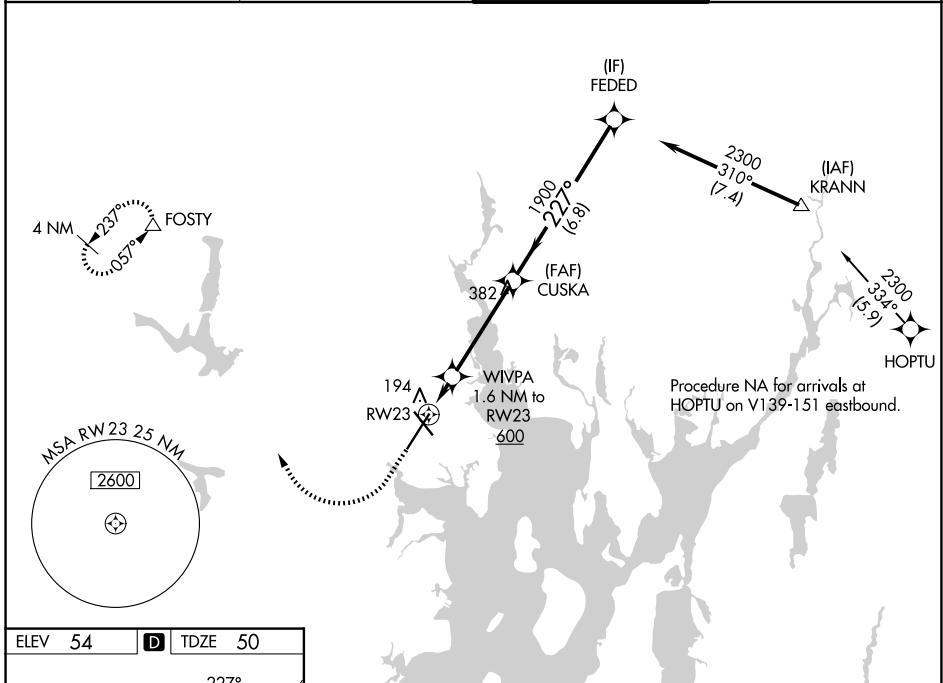 (IF)
FEDED
2300
310°
(7.4)
(IAF)
KRANN
1900
227°
(6.8)
4 NM
237°
057°
FOSTY
(FAF)
CUSKA
382
2300
334°
(5.9)
HOPTU
WIVPA
1.6 NM to
RW23
600
194
RW23
Procedure NA for arrivals at
HOPTU on V139-151 eastbound.
MSA RW 23 25 NM
2600
ELEV 54 D TDZE 50